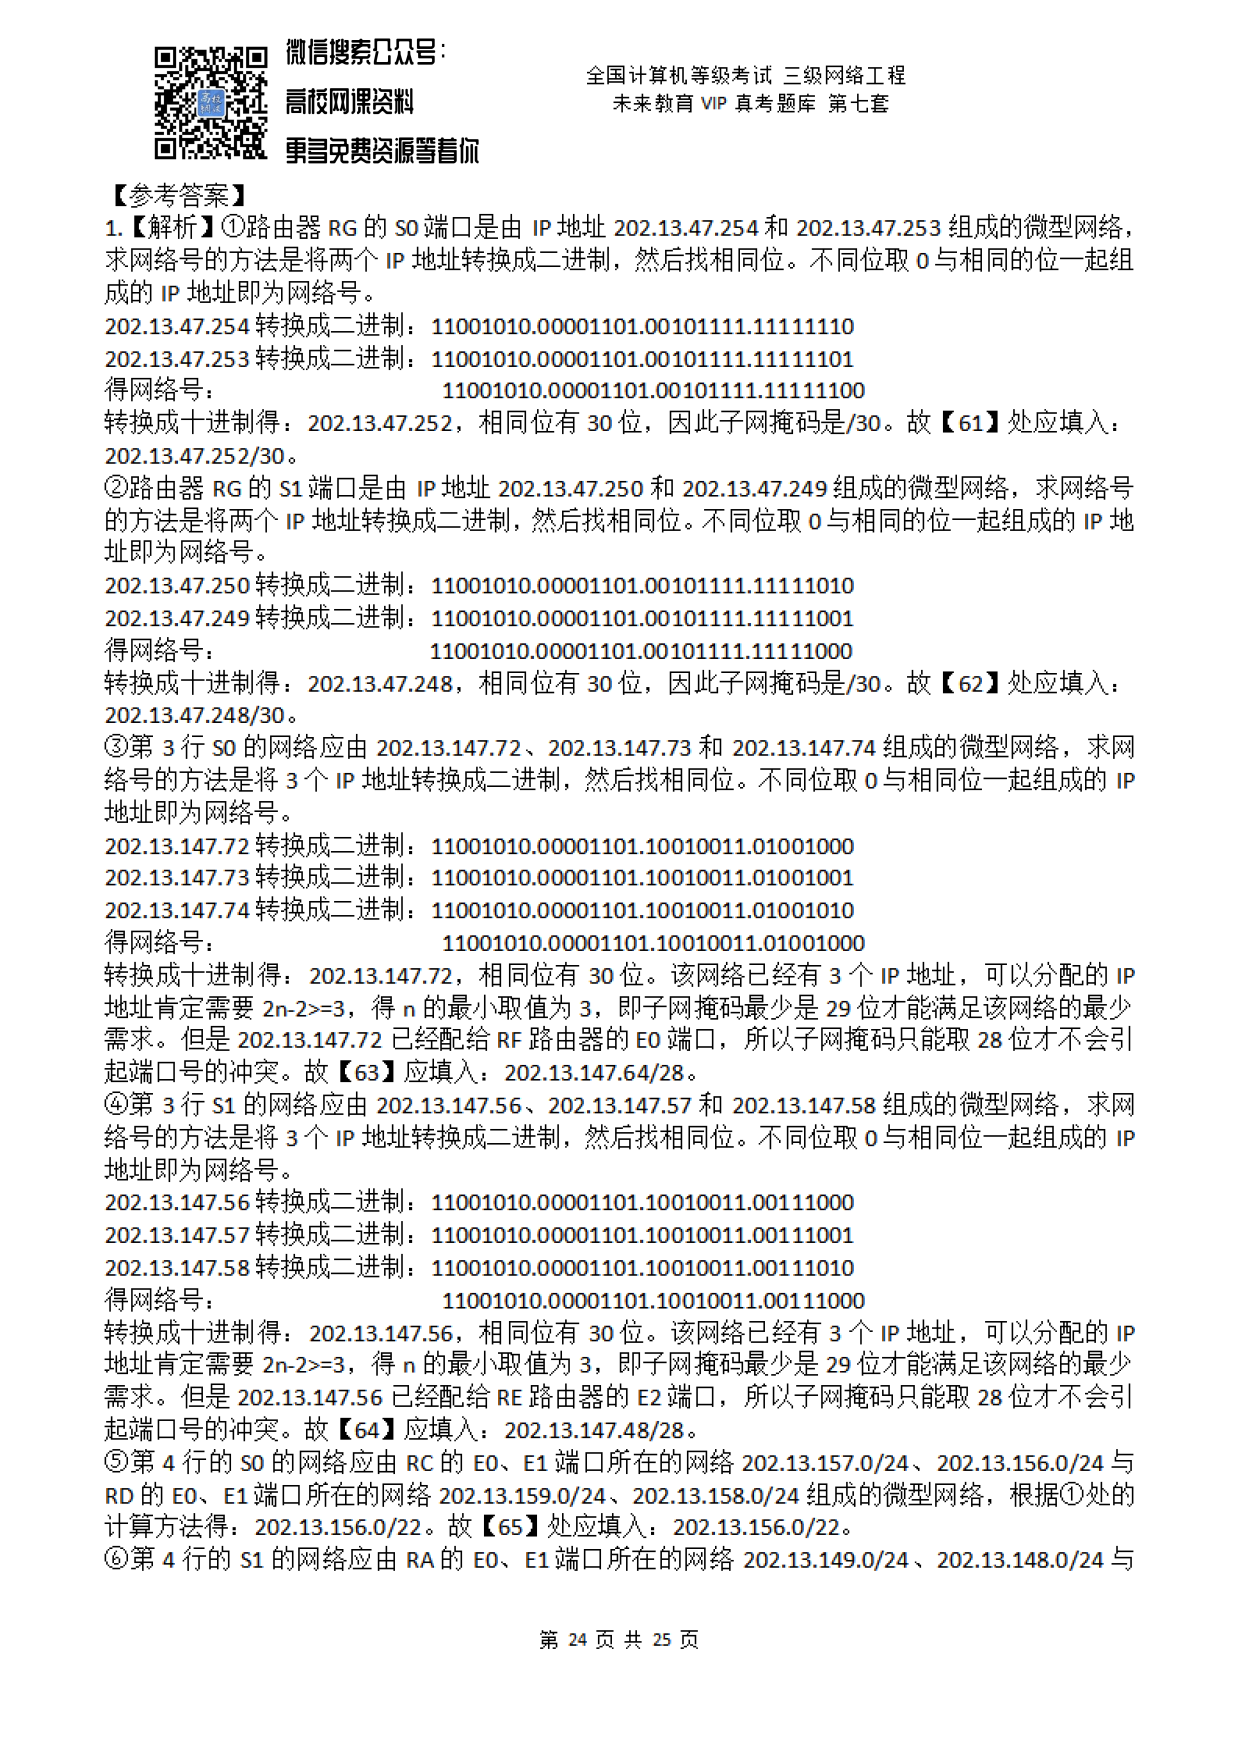 微信搜索公众号：
高校网课资料
更多免费资源等着你
全国计算机等级考试 三级网络工程
未来教育 VIP 真考题库 第七套
【参考答案】
1.【解析】①路由器 RG 的 S0 端口是由 IP 地址 202.13.47.254 和 202.13.47.253 组成的微型网络，
求网络号的方法是将两个 IP 地址转换成二进制，然后找相同位。不同位取 0 与相同的位一起组
成的 IP 地址即为网络号。
202.13.47.254 转换成二进制：11001010.00001101.00101111.11111110
202.13.47.253 转换成二进制：11001010.00001101.00101111.11111101
得网络号： 11001010.00001101.00101111.11111100
转换成十进制得：202.13.47.252，相同位有 30 位，因此子网掩码是/30。故【61】处应填入：
202.13.47.252/30。
②路由器 RG 的 S1 端口是由 IP 地址 202.13.47.250 和 202.13.47.249 组成的微型网络，求网络号
的方法是将两个 IP 地址转换成二进制，然后找相同位。不同位取 0 与相同的位一起组成的 IP 地
址即为网络号。
202.13.47.250 转换成二进制：11001010.00001101.00101111.11111010
202.13.47.249 转换成二进制：11001010.00001101.00101111.11111001
得网络号： 11001010.00001101.00101111.11111000
转换成十进制得：202.13.47.248，相同位有 30 位，因此子网掩码是/30。故【62】处应填入：
202.13.47.248/30。
③第 3 行 S0 的网络应由 202.13.147.72、202.13.147.73 和 202.13.147.74 组成的微型网络，求网
络号的方法是将 3 个 IP 地址转换成二进制，然后找相同位。不同位取 0 与相同位一起组成的 IP
地址即为网络号。
202.13.147.72 转换成二进制：11001010.00001101.10010011.01001000
202.13.147.73 转换成二进制：11001010.00001101.10010011.01001001
202.13.147.74 转换成二进制：11001010.00001101.10010011.01001010
得网络号： 11001010.00001101.10010011.01001000
转换成十进制得：202.13.147.72，相同位有 30 位。该网络已经有 3 个 IP 地址，可以分配的 IP
地址肯定需要 2n-2>=3，得 n 的最小取值为 3，即子网掩码最少是 29 位才能满足该网络的最少
需求。但是 202.13.147.72 已经配给 RF 路由器的 E0 端口，所以子网掩码只能取 28 位才不会引
起端口号的冲突。故【63】应填入：202.13.147.64/28。
④第 3 行 S1 的网络应由 202.13.147.56、202.13.147.57 和 202.13.147.58 组成的微型网络，求网
络号的方法是将 3 个 IP 地址转换成二进制，然后找相同位。不同位取 0 与相同位一起组成的 IP
地址即为网络号。
202.13.147.56 转换成二进制：11001010.00001101.10010011.00111000
202.13.147.57 转换成二进制：11001010.00001101.10010011.00111001
202.13.147.58 转换成二进制：11001010.00001101.10010011.00111010
得网络号： 11001010.00001101.10010011.00111000
转换成十进制得：202.13.147.56，相同位有 30 位。该网络已经有 3 个 IP 地址，可以分配的 IP
地址肯定需要 2n-2>=3，得 n 的最小取值为 3，即子网掩码最少是 29 位才能满足该网络的最少
需求。但是 202.13.147.56 已经配给 RE 路由器的 E2 端口，所以子网掩码只能取 28 位才不会引
起端口号的冲突。故【64】应填入：202.13.147.48/28。
⑤第 4 行的 S0 的网络应由 RC 的 E0、E1 端口所在的网络 202.13.157.0/24、202.13.156.0/24 与
RD 的 E0、E1 端口所在的网络 202.13.159.0/24、202.13.158.0/24 组成的微型网络，根据①处的
计算方法得：202.13.156.0/22。故【65】处应填入：202.13.156.0/22。
⑥第 4 行的 S1 的网络应由 RA 的 E0、E1 端口所在的网络 202.13.149.0/24、202.13.148.0/24 与
第 24 页 共 25 页